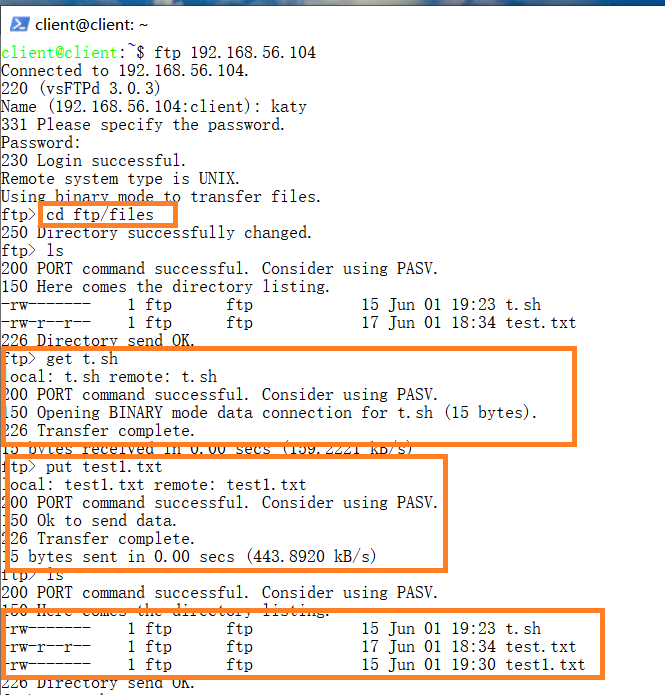 client@client: ~
client@client:~$ ftp 192.168.56.104
Connected to 192.168.56.104.
220 (vsFTPd 3.0.3)
Name (192.168.56.104:client): katy
331 Please specify the password.
Password:
230 Login successful.
Remote system type is UNIX.
Using binary mode to transfer files.
ftp> cd ftp/files
250 Directory successfully changed.
ftp> ls
200 PORT command successful. Consider using PASV.
150 Here comes the directory listing.
-rw------- 1 ftp ftp 15 Jun 01 19:23 t.sh
-rw-r--r-- 1 ftp ftp 17 Jun 01 18:34 test.txt
226 Directory send OK.
ftp> get t.sh
local: t.sh remote: t.sh
200 PORT command successful. Consider using PASV.
150 Opening BINARY mode data connection for t.sh (15 bytes).
226 Transfer complete.
15 bytes received in 0.00 secs (159.2221 kB/s)
ftp> put test1.txt
local: test1.txt remote: test1.txt
200 PORT command successful. Consider using PASV.
150 Ok to send data.
226 Transfer complete.
15 bytes sent in 0.00 secs (443.8920 kB/s)
ftp> ls
200 PORT command successful. Consider using PASV.
150 Here comes the directory listing.
-rw------- 1 ftp ftp 15 Jun 01 19:23 t.sh
-rw-r--r-- 1 ftp ftp 17 Jun 01 18:34 test.txt
-rw------- 1 ftp ftp 15 Jun 01 19:30 test1.txt
226 Directory send OK.